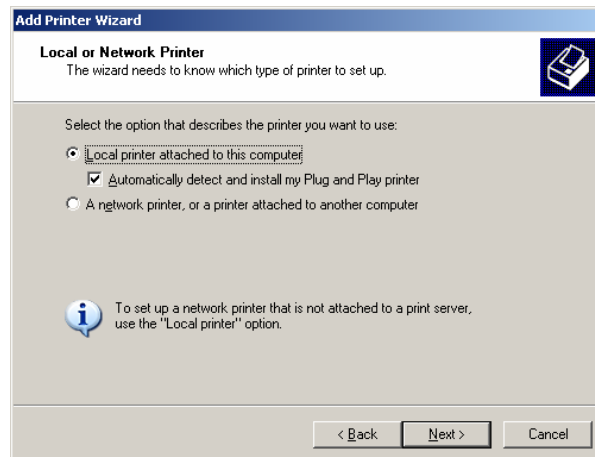 Add Printer Wizard
Local or Network Printer
The wizard needs to know which type of printer to set up.
Select the option that describes the printer you want to use:
Local printer attached to this computer
Automatically detect and install my Plug and Play printer
A network printer, or a printer attached to another computer
To set up a network printer that is not attached to a print server,
use the "Local printer" option.
< Back Next > Cancel